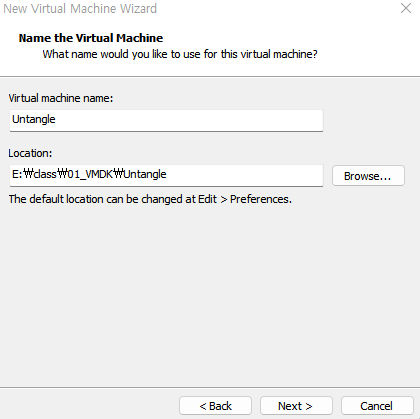 New Virtual Machine Wizard
Name the Virtual Machine
What name would you like to use for this virtual machine?
Virtual machine name:
Untangle
Location:
E:₩class₩01_VMDK₩Untangle
Browse...
The default location can be changed at Edit > Preferences.
< Back
Next >
Cancel